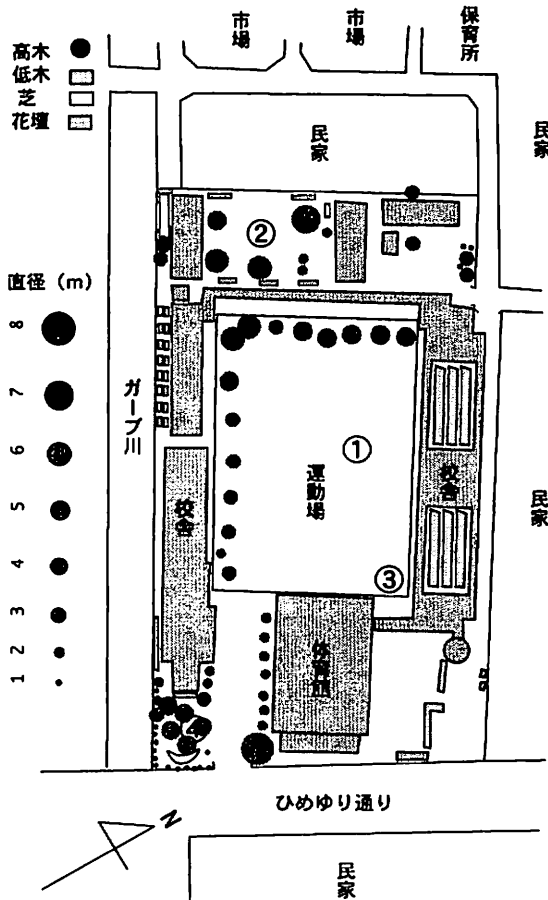 高木
低木
芝
花壇
市場
市場
保育所
民家
民家
②
直径（m）
8
7
6
5
4
3
2
1
ガーブ川
①
運動場
校舎
校舎
民家
③
体育館
ひめゆり通り
N
民家